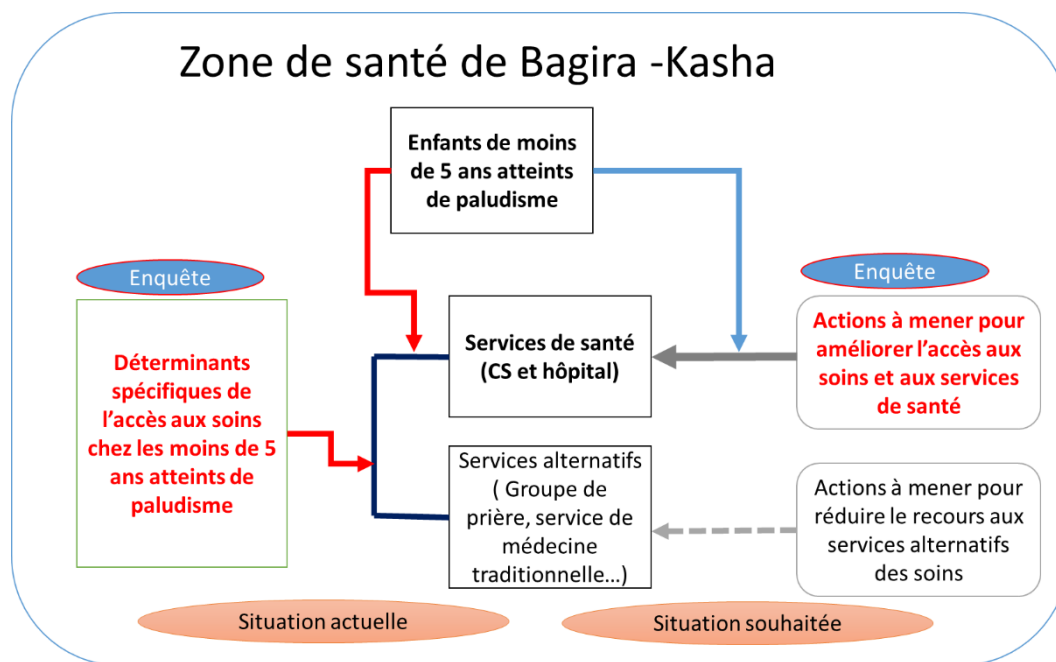 Zone de santé de Bagira -Kasha
Enfants de moins
de 5 ans atteints
de paludisme
Enquête
Déterminants
spécifiques de
l’accès aux soins
chez les moins de 5
ans atteints de
paludisme
Services de santé
(CS et hôpital)
Services alternatifs
( Groupe de
prière, service de
médecine
traditionnelle…)
Enquête
Actions à mener pour
améliorer l’accès aux
soins et aux services
de santé
Actions à mener pour
réduire le recours aux
services alternatifs
des soins
Situation actuelle
Situation souhaitée